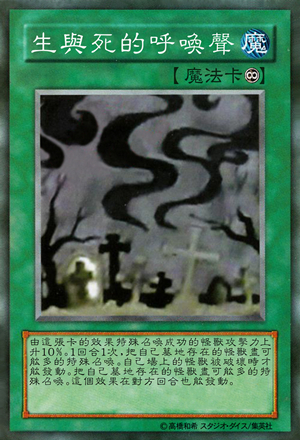 生與死的呼喚聲 魔
【魔法卡∞】
由這張卡的效果特殊召喚成功的怪獸攻擊力上
升10%。1回合1次，把自己墓地存在的怪獸盡可
能多的特殊召喚。自己場上的怪獸被破壞時才
能發動。把自己墓地存在的怪獸盡可能多的特
殊召喚。這個效果在對方回合也能發動。
©高橋和希 スタジオ・ダイス/集英社